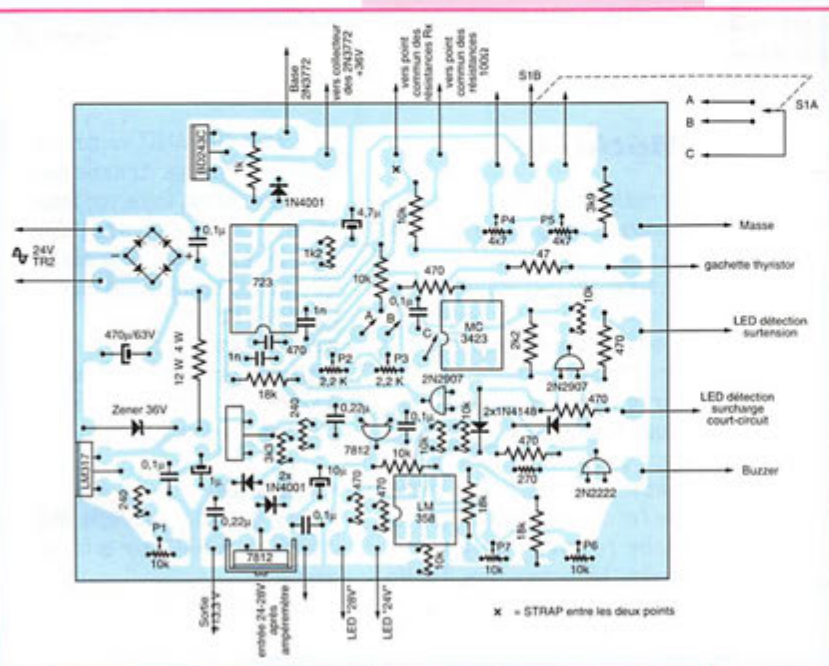 Base
2N3772
vers collecteur
des 2N3772
+36V
vers point
commun des
résistances Rx
vers point
commun des
résistances
100Ω
S1B
A
S1A
B
C
BD243C
1k
1N4001
0,1µ
4,7µ
10k
P4
4x7
P5
4x7
3k9
Masse
24V
TR2
-
+
723
1k2
10k
470
47
gachette thyristor
0,1µ
1n
A
B
C
MC
3423
2k2
10k
470
LED détection
surtension
470µ/63V
12 W 4 W
1n
470
P2
2,2 K
P3
2,2 K
18k
2N2907
2N2907
Zener 36V
240
0,22µ
0,1µ
10k
2x1N4148
470
LED détection
surcharge
court-circuit
3k3
7812
10k
470
LM317
0,1µ
1µ
2x
1N4001
10µ
10k
270
2N2222
Buzzer
240
470
470
LM
358
18k
18k
P1
10k
0,22µ
0,1µ
7812
10k
P7
10k
P6
10k
Sortie
+13,3 V
entrée 24-28V
après
ampèremètre
LED "28V"
LED "24V"
x = STRAP entre les deux points